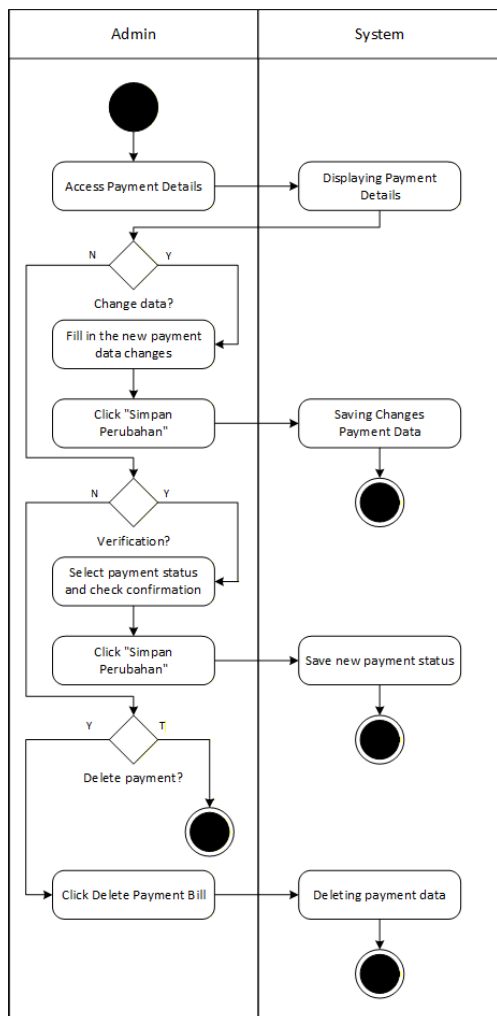 Admin
System
Access Payment Details
Displaying Payment
Details
N
Y
Change data?
Fill in the new payment
data changes
Click "Simpan
Perubahan"
Saving Changes
Payment Data
N
Y
Verification?
Select payment status
and check confirmation
Click "Simpan
Perubahan"
Save new payment status
Y
T
Delete payment?
Click Delete Payment Bill
Deleting payment data